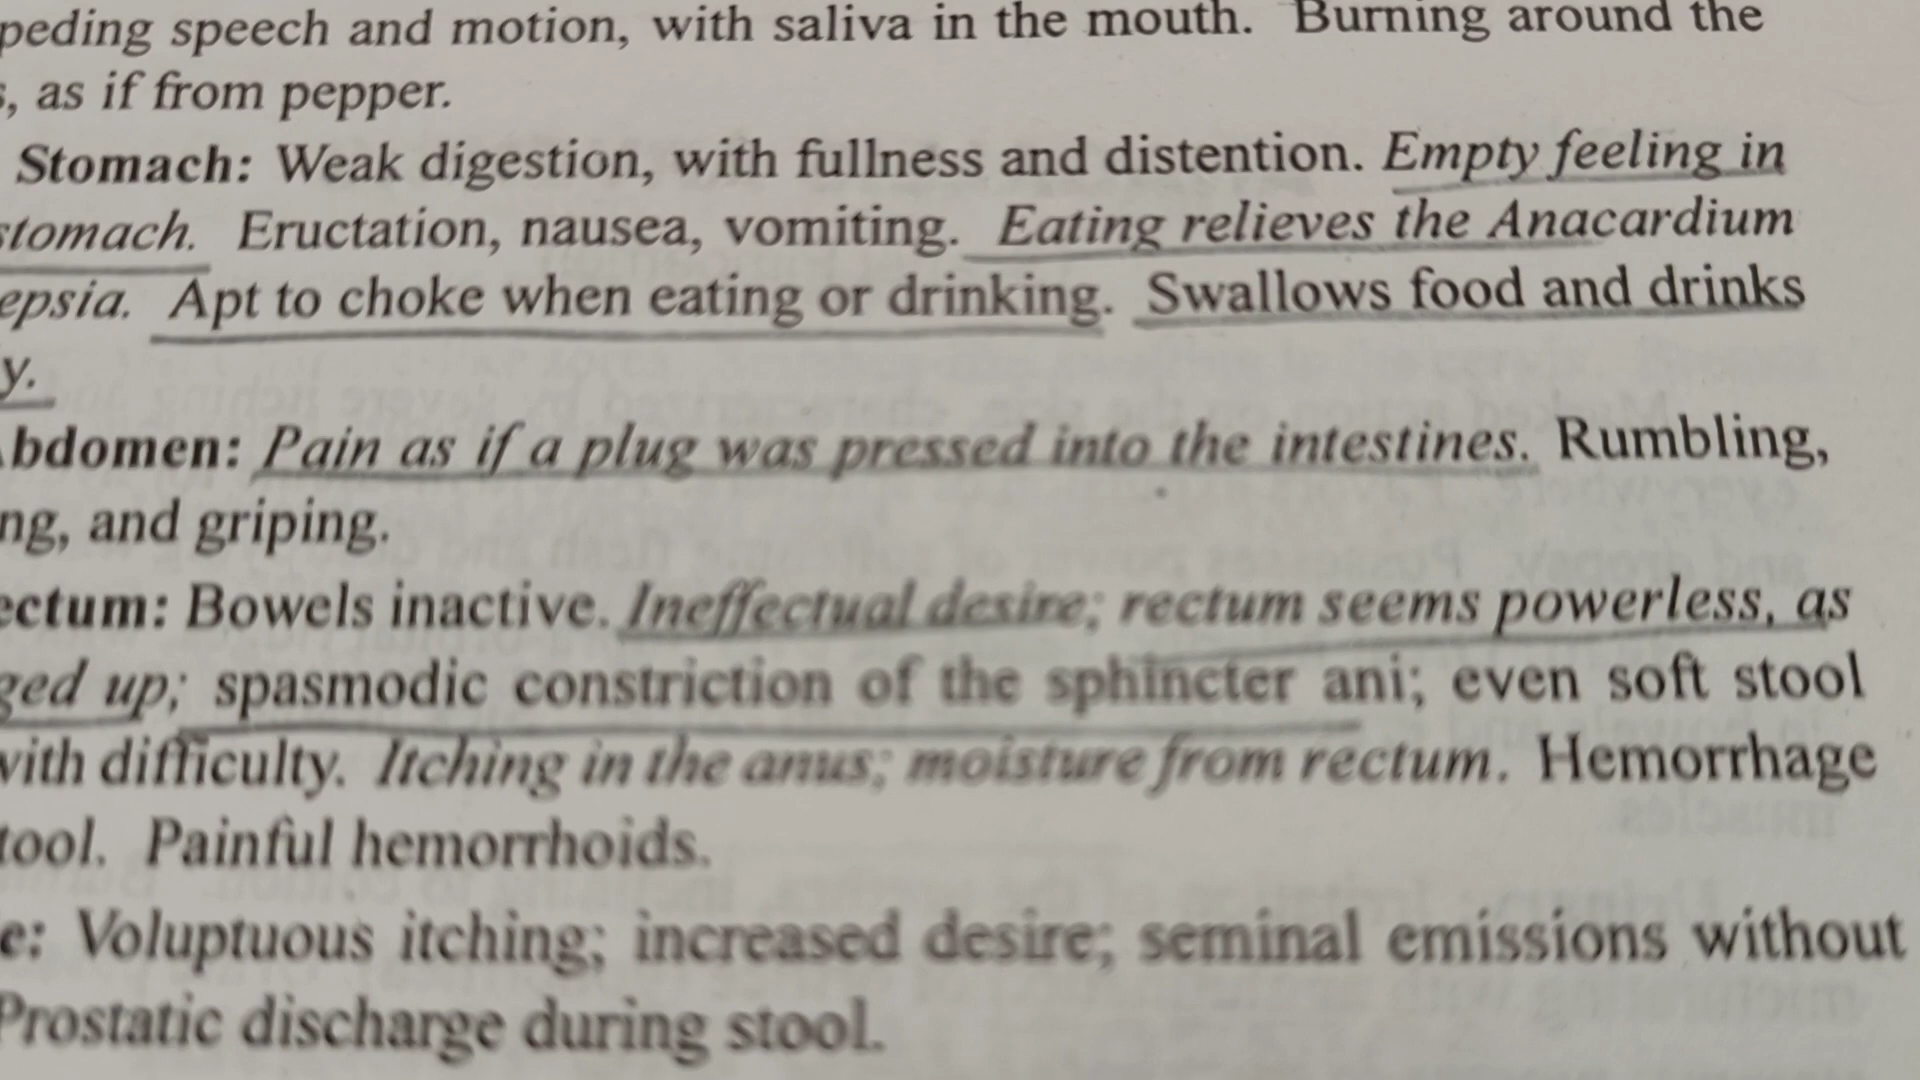 peding speech and motion, with saliva in the mouth. Burning around the
, as if from pepper.
Stomach: Weak digestion, with fullness and distention. Empty feeling in
stomach. Eructation, nausea, vomiting. Eating relieves the Anacardium
epsia. Apt to choke when eating or drinking. Swallows food and drinks
y.
bdomen: Pain as if a plug was pressed into the intestines. Rumbling,
ng, and griping.
ectum: Bowels inactive. Ineffectual desire; rectum seems powerless, as
ged up; spasmodic constriction of the sphincter ani; even soft stool
with difficulty. Itching in the anus; moisture from rectum. Hemorrhage
tool. Painful hemorrhoids.
e: Voluptuous itching; increased desire; seminal emissions without
Prostatic discharge during stool.